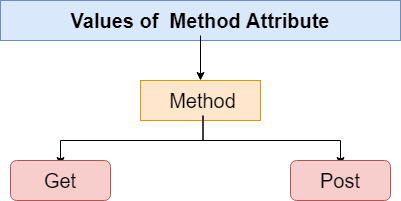 Values of  Method Attribute
Method
Get
Post